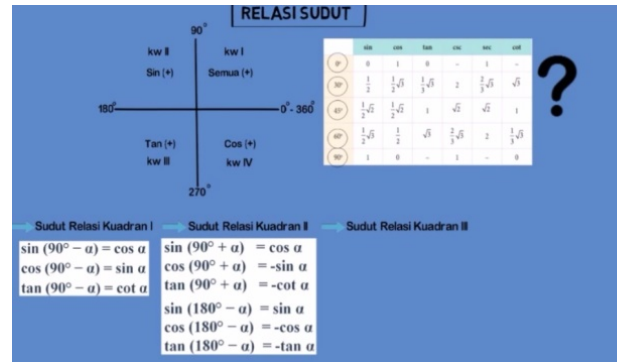 RELASI SUDUT
90°
kw II
kw I
Sin (+)
Semua (+)
180°
0° - 360°
Tan (+)
Cos (+)
kw III
kw IV
270°
sin cos tan csc sec cot
0° 0 1 0 - 1 -
30° 1/2 1/2√3 1/3√3 2 2/3√3 √3
45° 1/2√2 1/2√2 1 √2 √2 1
60° 1/2√3 1/2 √3 2/3√3 2 1/3√3
90° 1 0 - 1 - 0
?
Sudut Relasi Kuadran I
sin (90° − α) = cos α
cos (90° − α) = sin α
tan (90° − α) = cot α
Sudut Relasi Kuadran II
sin (90° + α) = cos α
cos (90° + α) = -sin α
tan (90° + α) = -cot α
sin (180° − α) = sin α
cos (180° − α) = -cos α
tan (180° − α) = -tan α
Sudut Relasi Kuadran III